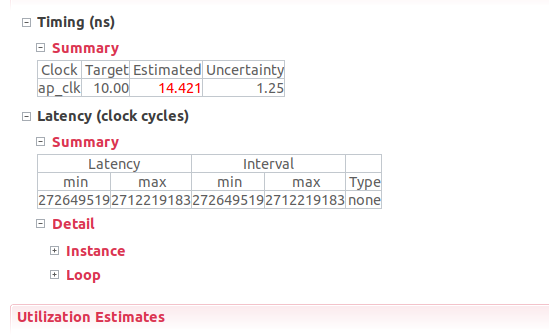 Timing (ns)
Summary
Clock Target Estimated Uncertainty
ap_clk 10.00 14.421 1.25
Latency (clock cycles)
Summary
Latency Interval
min max min max Type
272649519 2712219183 272649519 2712219183 none
Detail
Instance
Loop
Utilization Estimates